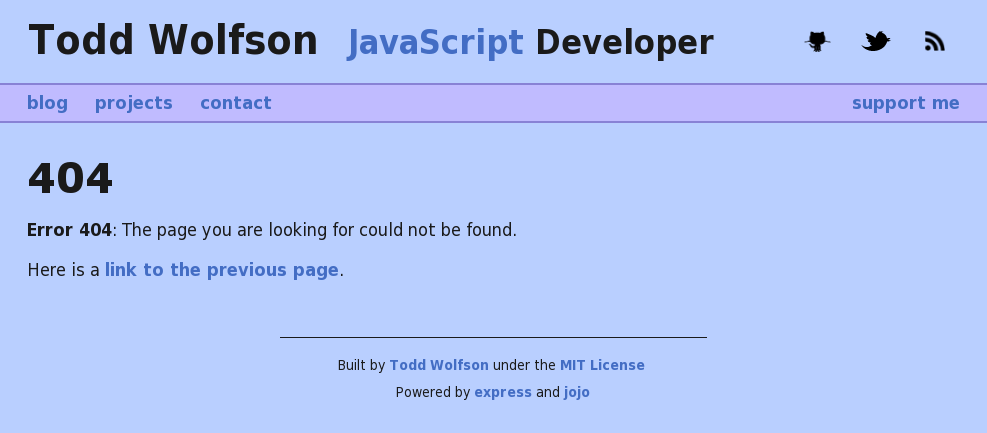 Todd Wolfson JavaScript Developer
blog projects contact support me
404
Error 404: The page you are looking for could not be found.
Here is a link to the previous page.
Built by Todd Wolfson under the MIT License
Powered by express and jojo